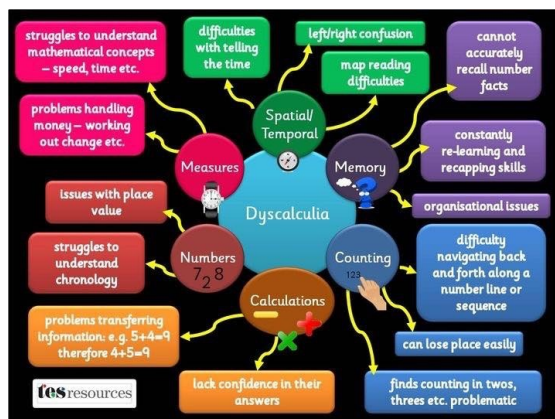 struggles to understand
mathematical concepts
– speed, time etc.
difficulties
with telling
the time
left/right confusion
map reading
difficulties
cannot
accurately
recall number
facts
problems handling
money – working
out change etc.
Spatial/
Temporal
Measures
Memory
constantly
re-learning and
recapping skills
issues with place
value
Dyscalculia
organisational issues
struggles to
understand
chronology
Numbers
7 2 8
Counting
123
difficulty
navigating back
and forth along a
number line or
sequence
Calculations
problems transferring
information: e.g. 5+4=9
therefore 4+5=9
can lose place easily
tes resources
lack confidence in their
answers
finds counting in twos,
threes etc. problematic